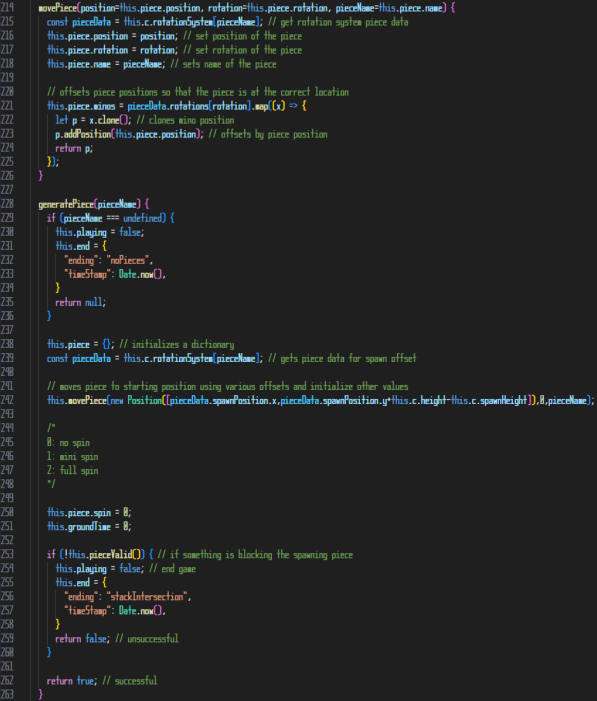 214 movePiece(position=this.piece.position, rotation=this.piece.rotation, pieceName=this.piece.name) {
215 const pieceData = this.c.rotationSystem[pieceName]; // get rotation system piece data
216 this.piece.position = position; // set position of the piece
217 this.piece.rotation = rotation; // set rotation of the piece
218 this.piece.name = pieceName; // sets name of the piece
219
220 // offsets piece positions so that the piece is at the correct location
221 this.piece.minos = pieceData.rotations[rotation].map((x) => {
222 let p = x.clone(); // clones mino position
223 p.addPosition(this.piece.position); // offsets by piece position
224 return p;
225 });
226 }
227
228 generatePiece(pieceName) {
229 if (pieceName === undefined) {
230 this.playing = false;
231 this.end = {
232 "ending": "noPieces",
233 "timeStamp": Date.now(),
234 }
235 return null;
236 }
237
238 this.piece = {}; // initializes a dictionary
239 const pieceData = this.c.rotationSystem[pieceName]; // gets piece data for spawn offset
240
241 // moves piece to starting position using various offsets and initialize other values
242 this.movePiece(new Position([pieceData.spawnPosition.x,pieceData.spawnPosition.y+this.c.height-this.c.spawnHeight]),0,pieceName);
243
244 /*
245 0: no spin
246 1: mini spin
247 2: full spin
248 */
249
250 this.piece.spin = 0;
251 this.groundTime = 0;
252
253 if (!this.pieceValid()) { // if something is blocking the spawning piece
254 this.playing = false; // end game
255 this.end = {
256 "ending": "stackIntersection",
257 "timeStamp": Date.now(),
258 }
259 return false; // unsuccessful
260 }
261
262 return true; // successful
263 }